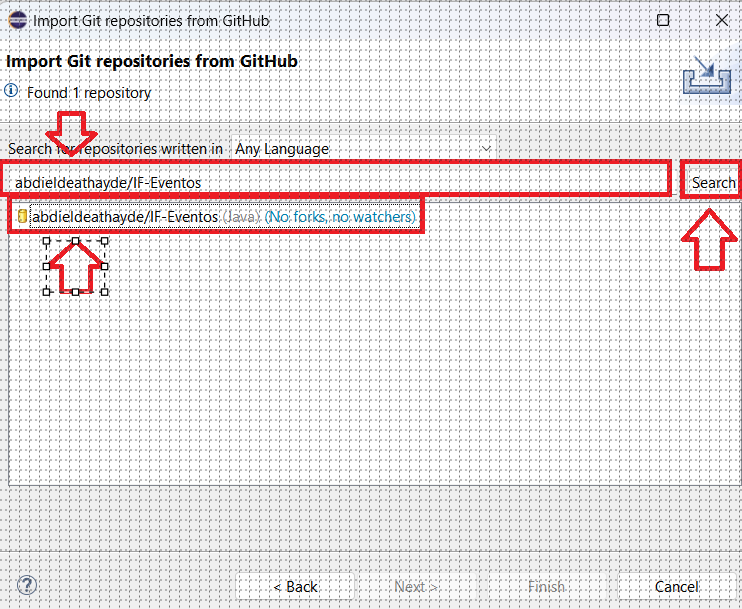 Import Git repositories from GitHub
Import Git repositories from GitHub
Found 1 repository
Search for repositories written in Any Language
abdieldeathayde/IF-Eventos
Search
abdieldeathayde/IF-Eventos (Java) (No forks, no watchers)
< Back
Next >
Finish
Cancel